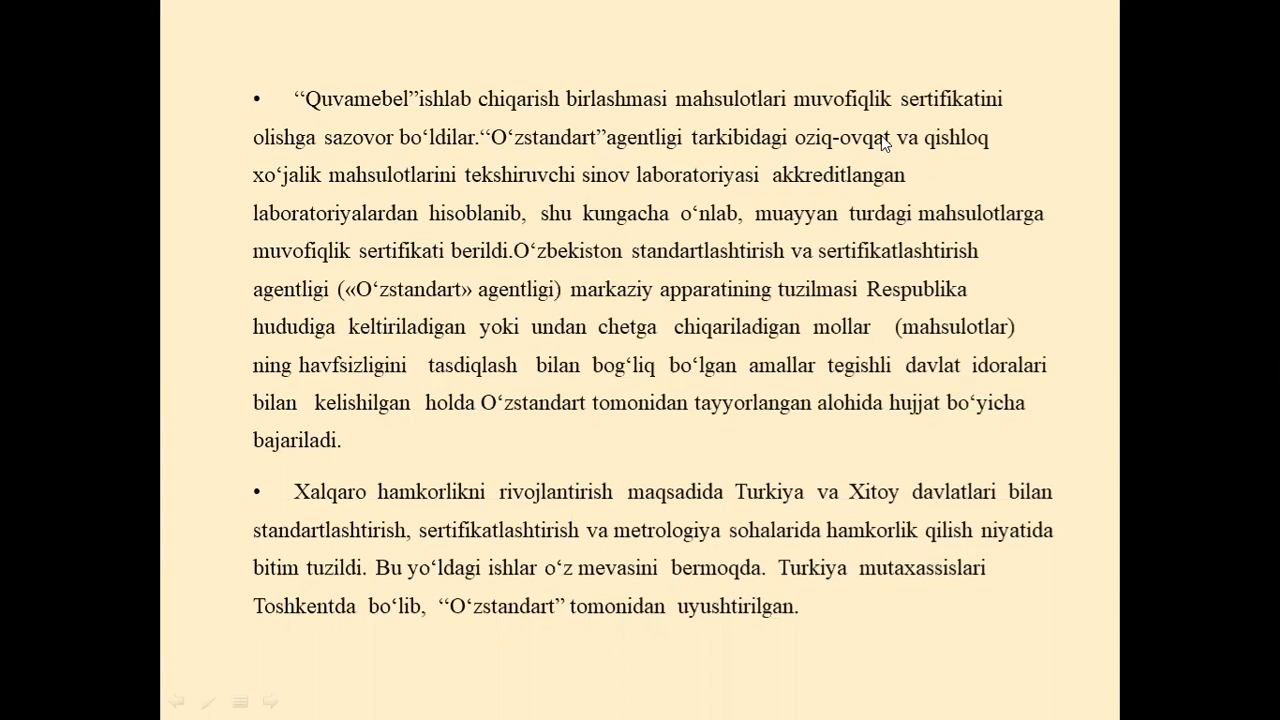 • “Quvamebel”ishlab chiqarish birlashmasi mahsulotlari muvofiqlik sertifikatini
olishga sazovor bo‘ldilar.“O‘zstandart”agentligi tarkibidagi oziq-ovqat va qishloq
xo‘jalik mahsulotlarini tekshiruvchi sinov laboratoriyasi akkreditlangan
laboratoriyalardan hisoblanib, shu kungacha o‘nlab, muayyan turdagi mahsulotlarga
muvofiqlik sertifikati berildi.O‘zbekiston standartlashtirish va sertifikatlashtirish
agentligi («O‘zstandart» agentligi) markaziy apparatining tuzilmasi Respublika
hududiga keltiriladigan yoki undan chetga chiqariladigan mollar (mahsulotlar)
ning havfsizligini tasdiqlash bilan bog‘liq bo‘lgan amallar tegishli davlat idoralari
bilan kelishilgan holda O‘zstandart tomonidan tayyorlangan alohida hujjat bo‘yicha
bajariladi.
• Xalqaro hamkorlikni rivojlantirish maqsadida Turkiya va Xitoy davlatlari bilan
standartlashtirish, sertifikatlashtirish va metrologiya sohalarida hamkorlik qilish niyatida
bitim tuzildi. Bu yo‘ldagi ishlar o‘z mevasini bermoqda. Turkiya mutaxassislari
Toshkentda bo‘lib, “O‘zstandart” tomonidan uyushtirilgan.